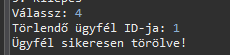 Válassz: 4
Törlendő ügyfél ID-ja: 1
Ügyfél sikeresen törölve!